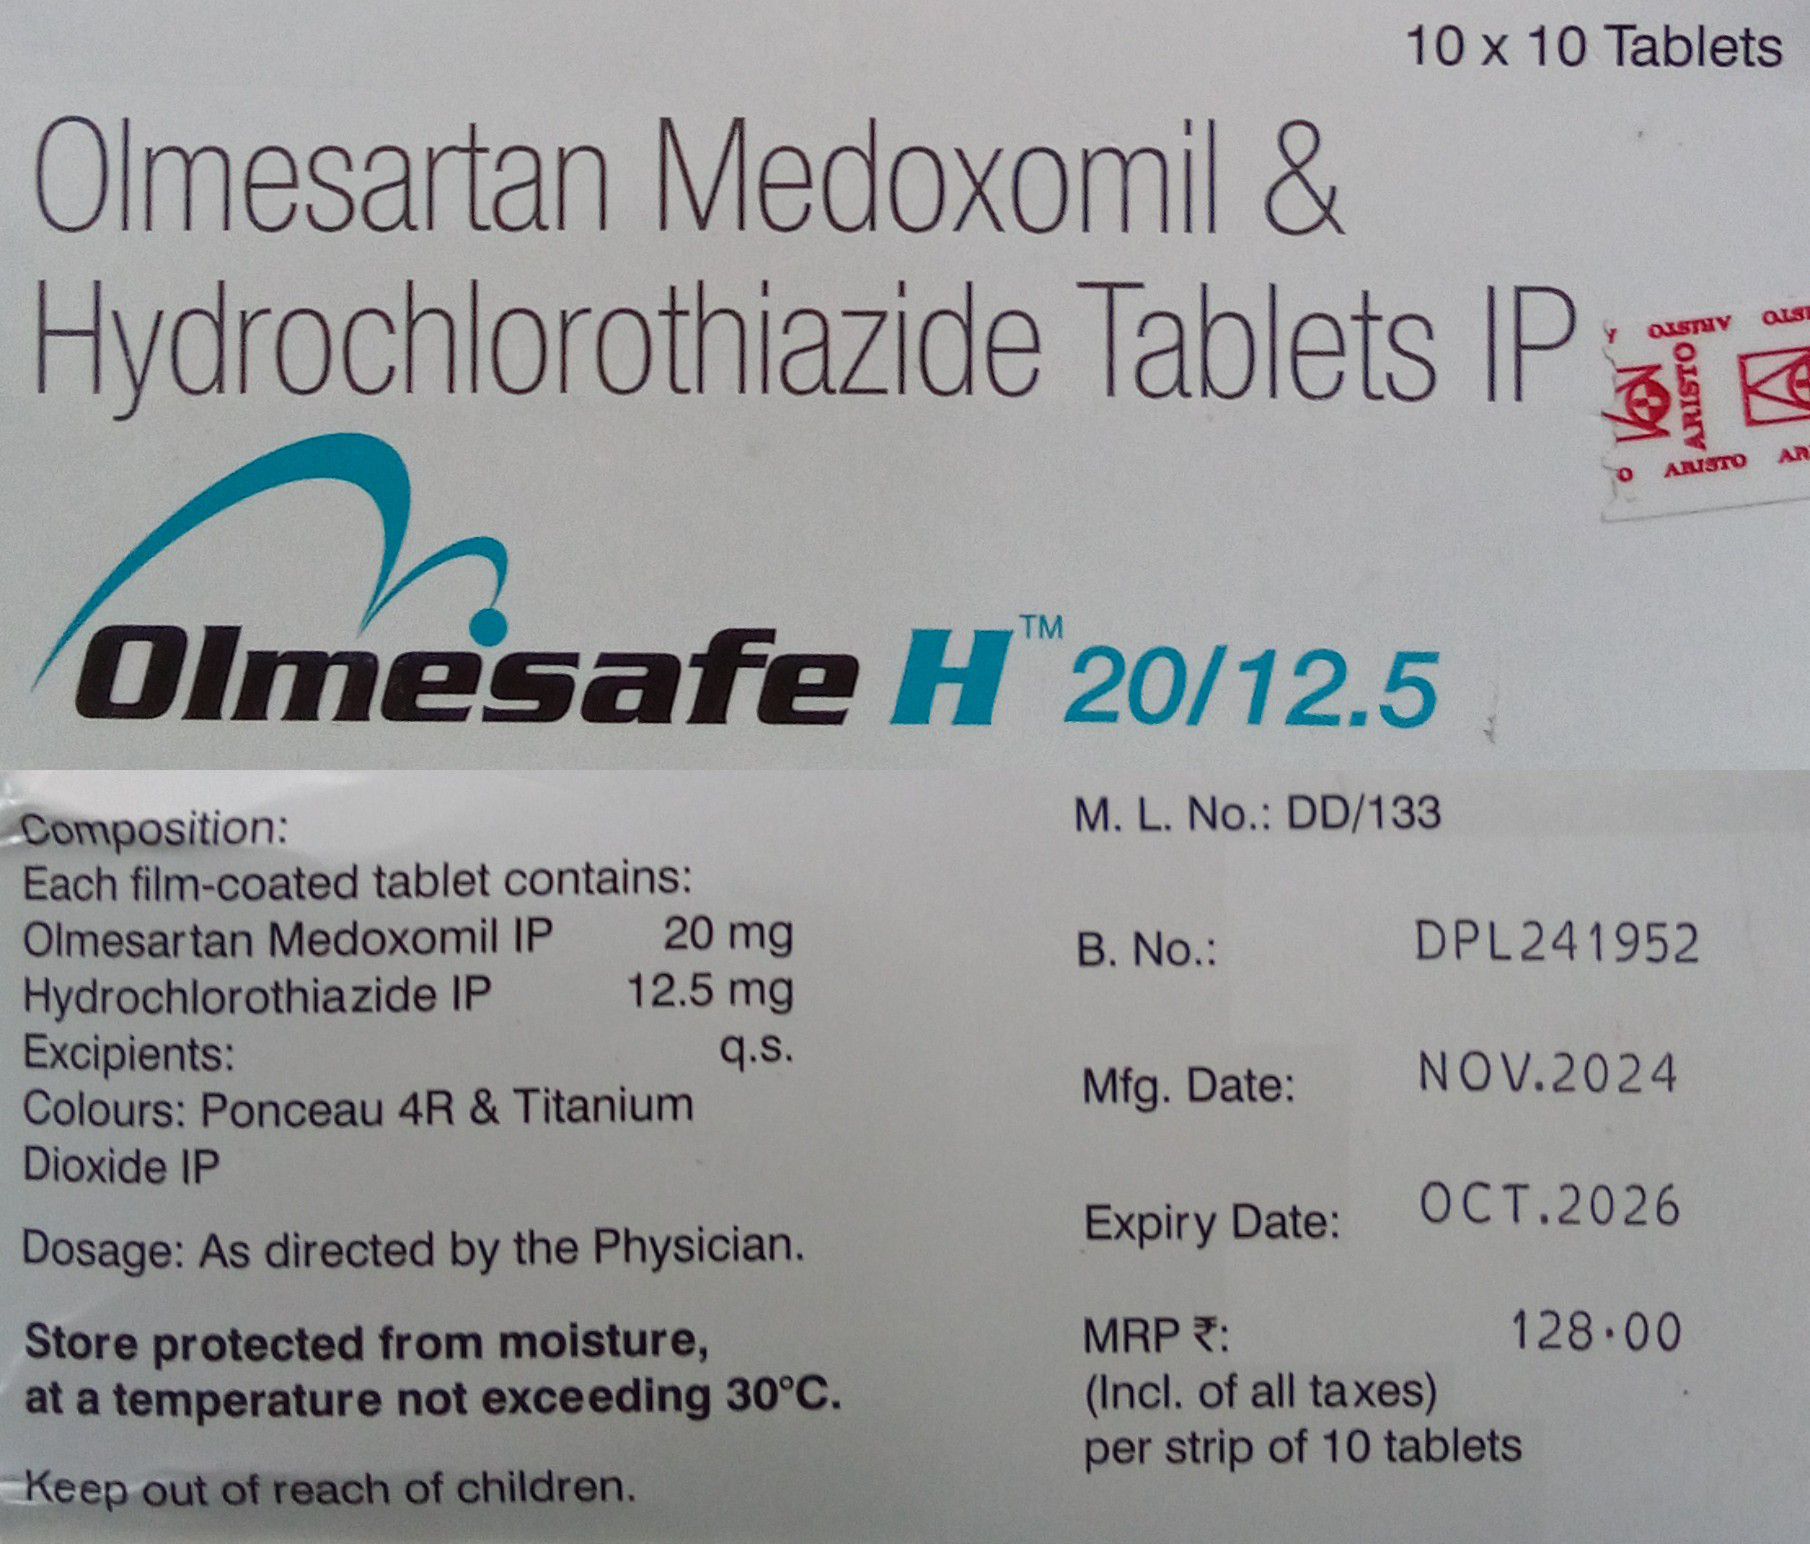 10 x 10 Tablets
Olmesartan Medoxomil &
Hydrochlorothiazide Tablets IP
ARISTO
ARISTO
ARISTO
Olmesafe H™ 20/12.5
Composition:
Each film-coated tablet contains:
Olmesartan Medoxomil IP 20 mg
Hydrochlorothiazide IP 12.5 mg
Excipients: q.s.
Colours: Ponceau 4R & Titanium
Dioxide IP
Dosage: As directed by the Physician.
Store protected from moisture,
at a temperature not exceeding 30°C.
Keep out of reach of children.
M. L. No.: DD/133
B. No.: DPL241952
Mfg. Date: NOV.2024
Expiry Date: OCT.2026
MRP ₹: 128.00
(Incl. of all taxes)
per strip of 10 tablets